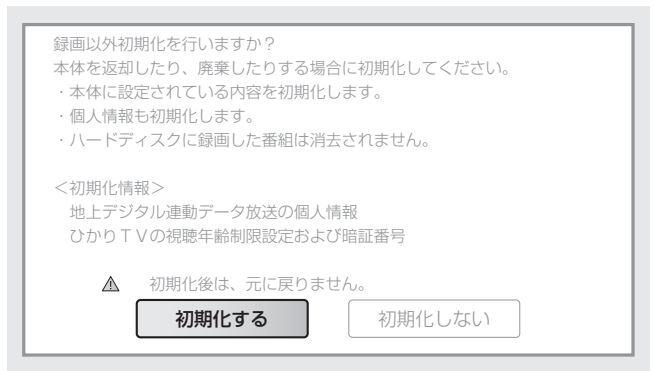 録画以外初期化を行いますか？
本体を返却したり、廃棄したりする場合に初期化してください。
・本体に設定されている内容を初期化します。
・個人情報も初期化します。
・ハードディスクに録画した番組は消去されません。
＜初期化情報＞
地上デジタル連動データ放送の個人情報
ひかりＴＶの視聴年齢制限設定および暗証番号
初期化後は、元に戻りません。
初期化する 初期化しない